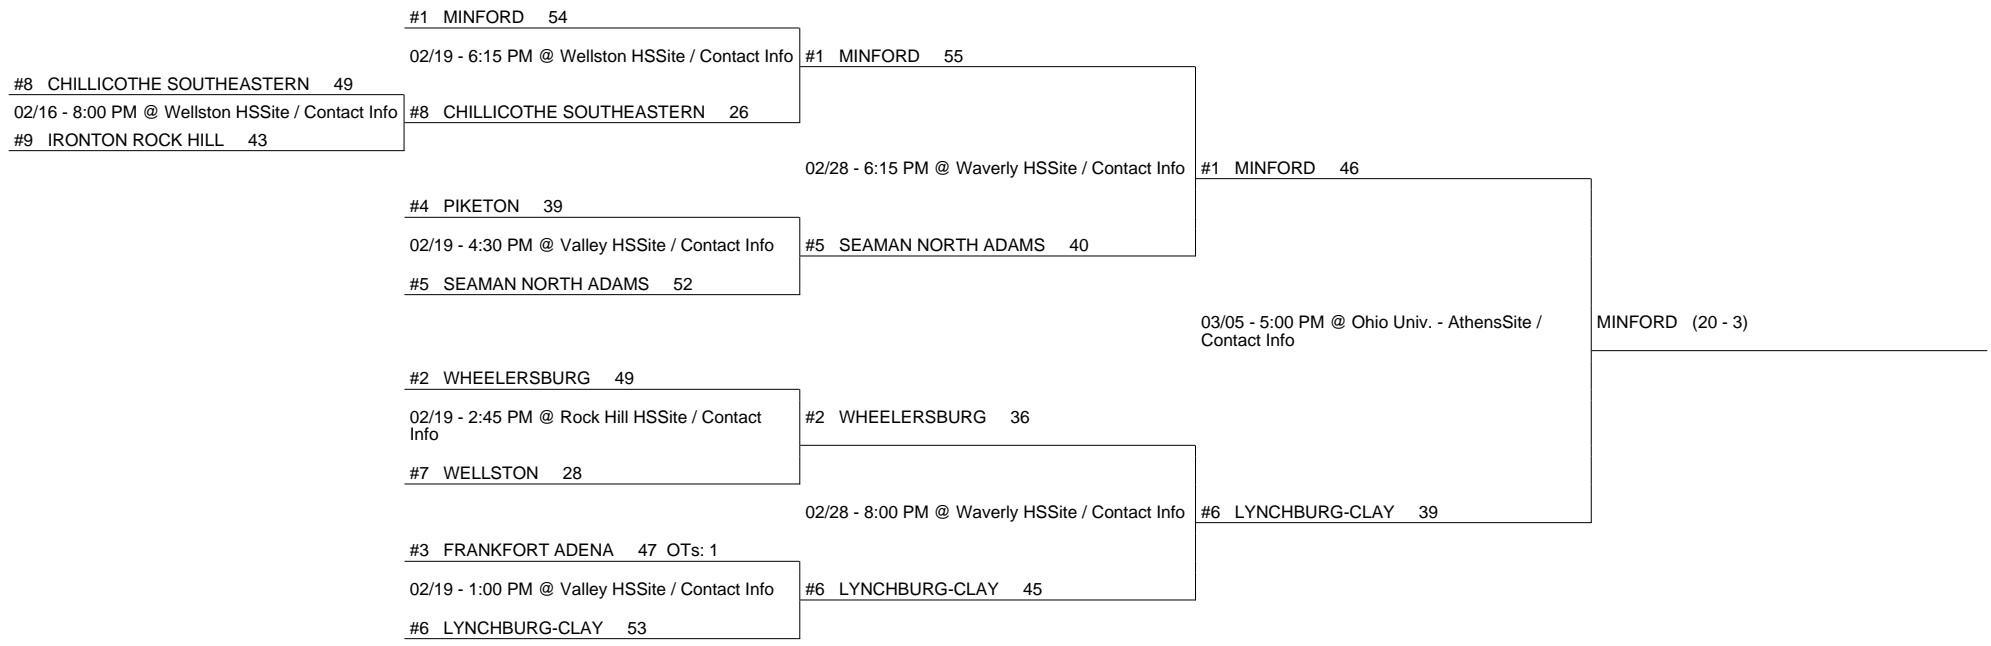 #1 MINFORD 54
02/19 - 6:15 PM @ Wellston HSSite / Contact Info
#1 MINFORD 55
#8 CHILLICOTHE SOUTHEASTERN 49
02/16 - 8:00 PM @ Wellston HSSite / Contact Info
#8 CHILLICOTHE SOUTHEASTERN 26
#9 IRONTON ROCK HILL 43
02/28 - 6:15 PM @ Waverly HSSite / Contact Info
#1 MINFORD 46
#4 PIKETON 39
02/19 - 4:30 PM @ Valley HSSite / Contact Info
#5 SEAMAN NORTH ADAMS 40
#5 SEAMAN NORTH ADAMS 52
03/05 - 5:00 PM @ Ohio Univ. - AthensSite /
Contact Info
MINFORD (20 - 3)
#2 WHEELERSBURG 49
02/19 - 2:45 PM @ Rock Hill HSSite / Contact
Info
#2 WHEELERSBURG 36
#7 WELLSTON 28
02/28 - 8:00 PM @ Waverly HSSite / Contact Info
#6 LYNCHBURG-CLAY 39
#3 FRANKFORT ADENA 47 OTs: 1
02/19 - 1:00 PM @ Valley HSSite / Contact Info
#6 LYNCHBURG-CLAY 45
#6 LYNCHBURG-CLAY 53